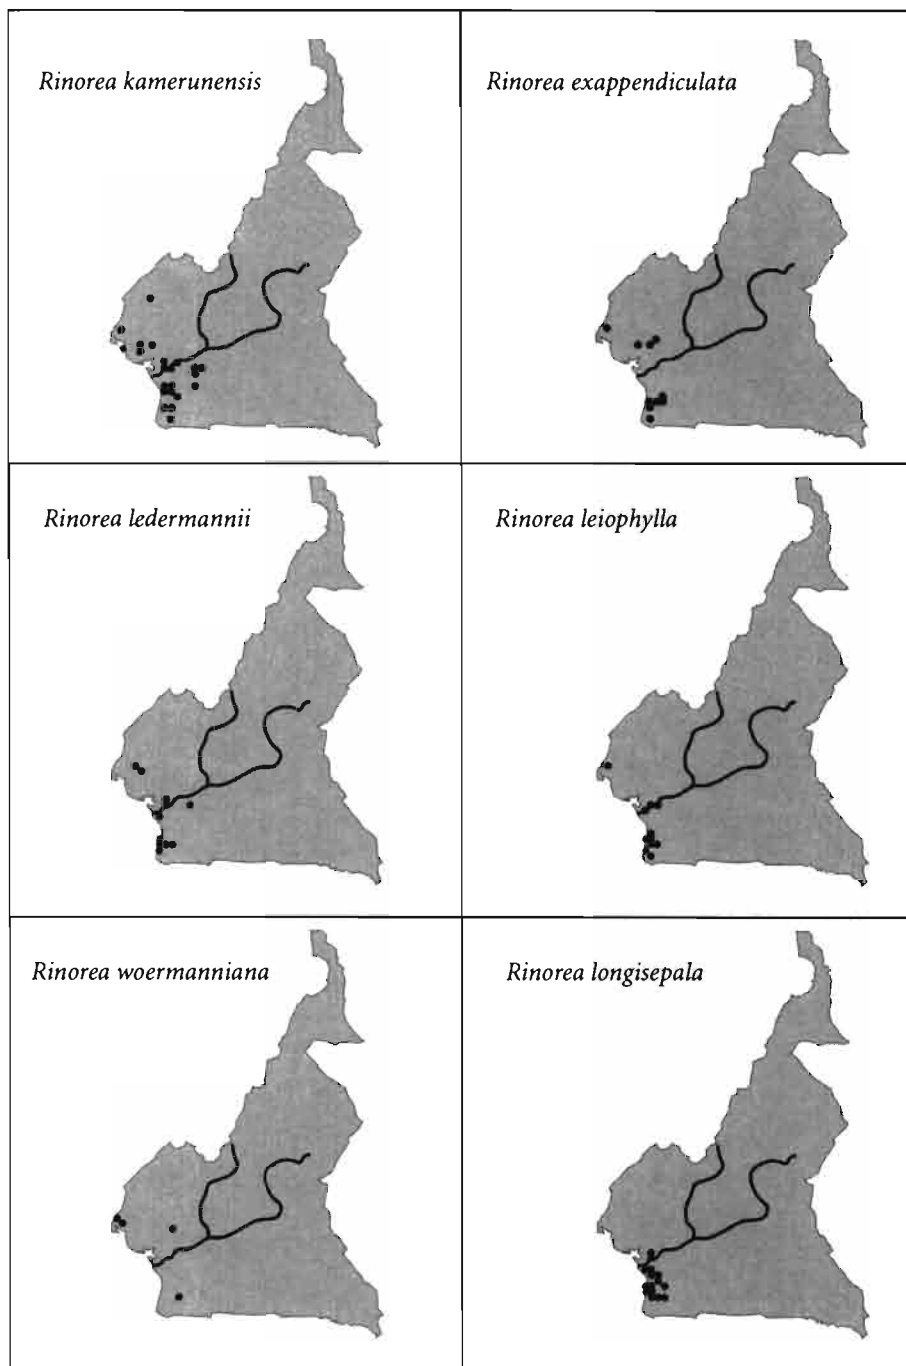 Rinorea kamerunensis
Rinorea exappendiculata
Rinorea ledermannii
Rinorea leiophylla
Rinorea woermanniana
Rinorea longisepala